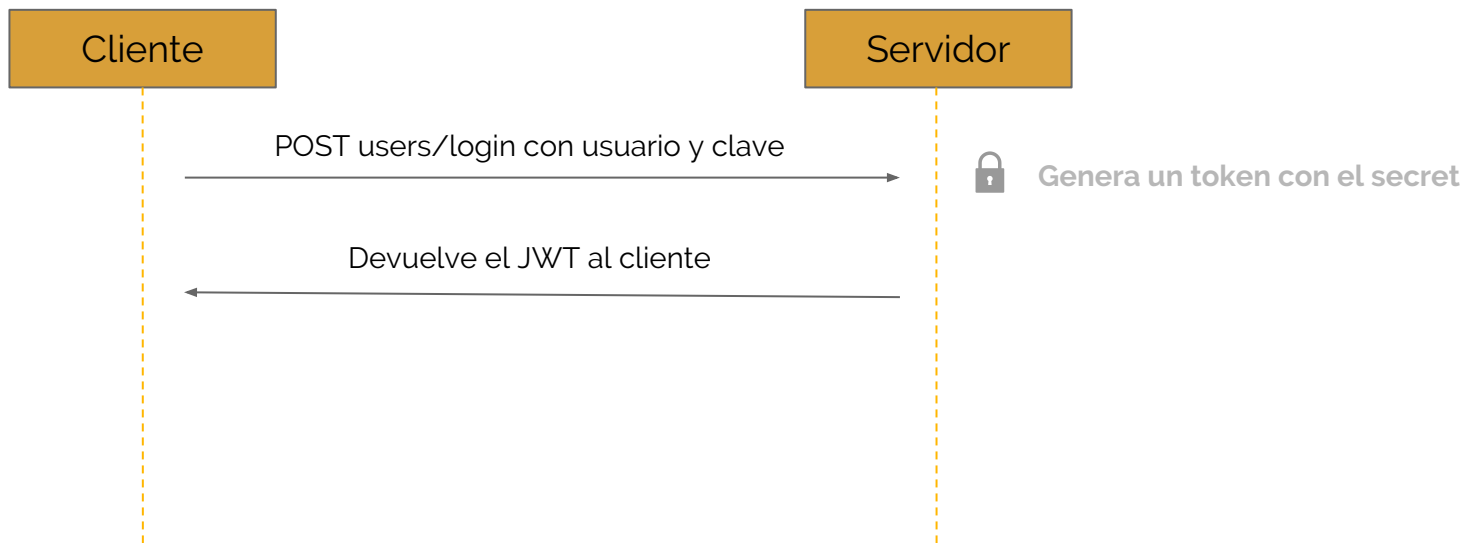 Cliente
Servidor
POST users/login con usuario y clave
Genera un token con el secret
Devuelve el JWT al cliente